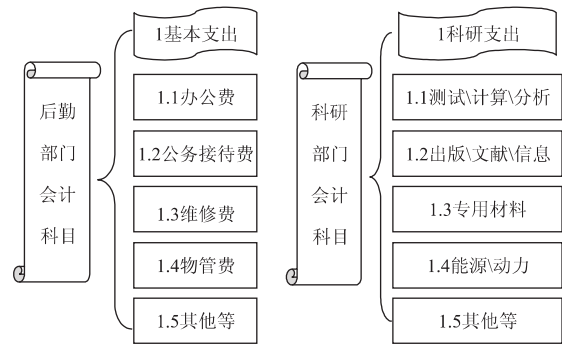 后勤
部门
会计
科目
1基本支出
1.1办公费
1.2公务接待费
1.3维修费
1.4物管费
1.5其他等
科研
部门
会计
科目
1科研支出
1.1测试\计算\分析
1.2出版\文献\信息
1.3专用材料
1.4能源\动力
1.5其他等